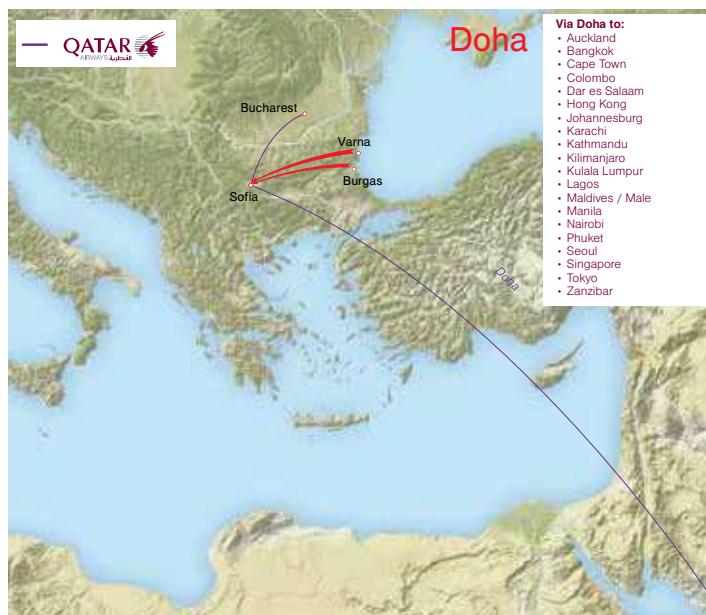 QATAR
AIRWAYS القطرية
Doha
Via Doha to:
• Auckland
• Bangkok
• Cape Town
• Colombo
• Dar es Salaam
• Hong Kong
• Johannesburg
• Karachi
• Kathmandu
• Kilimanjaro
• Kulala Lumpur
• Lagos
• Maldives / Male
• Manila
• Nairobi
• Phuket
• Seoul
• Singapore
• Tokyo
• Zanzibar
Bucharest
Varna
Burgas
Sofia
Doha